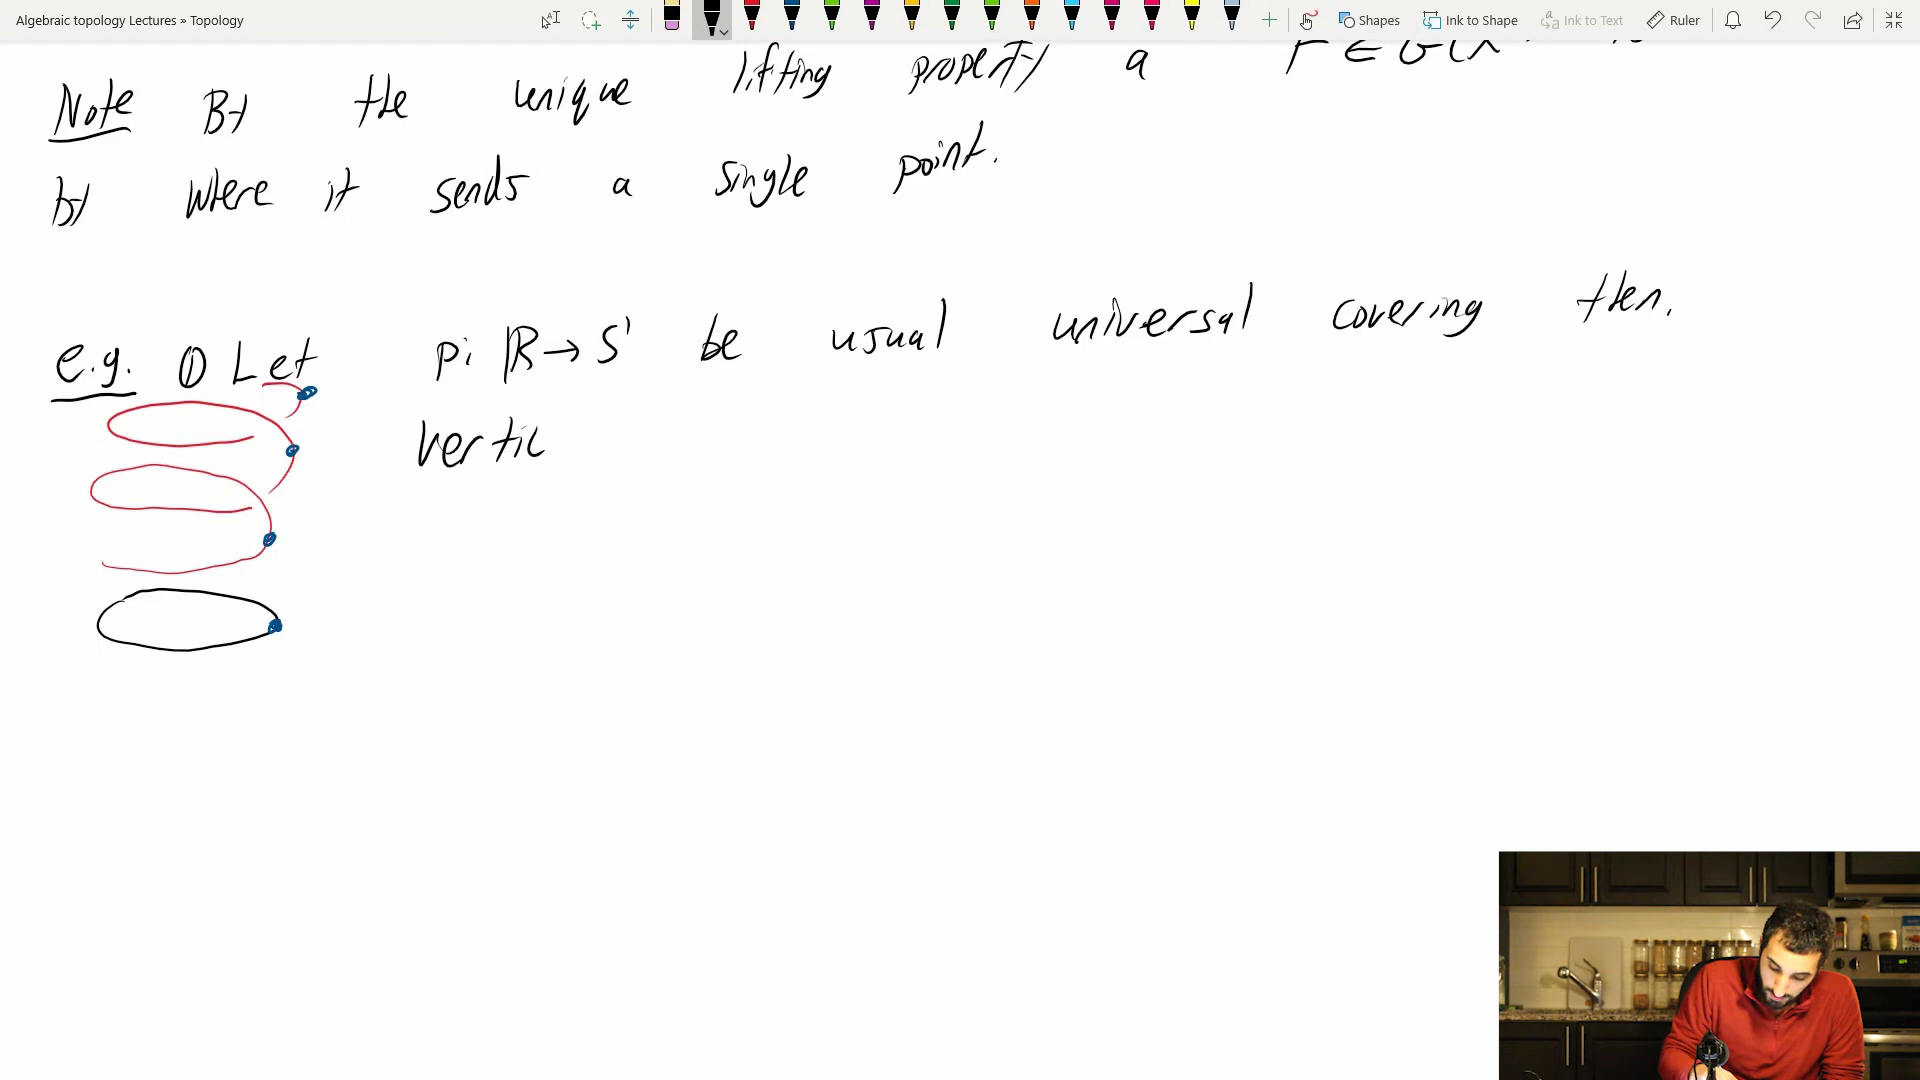 Algebraic topology Lectures » Topology
Shapes Ink to Shape Ink to Text Ruler
Note By the unique lifting property a
by where it sends a single point.
e.g. ① Let p: ℝ → S¹ be usual universal covering then.
vertic